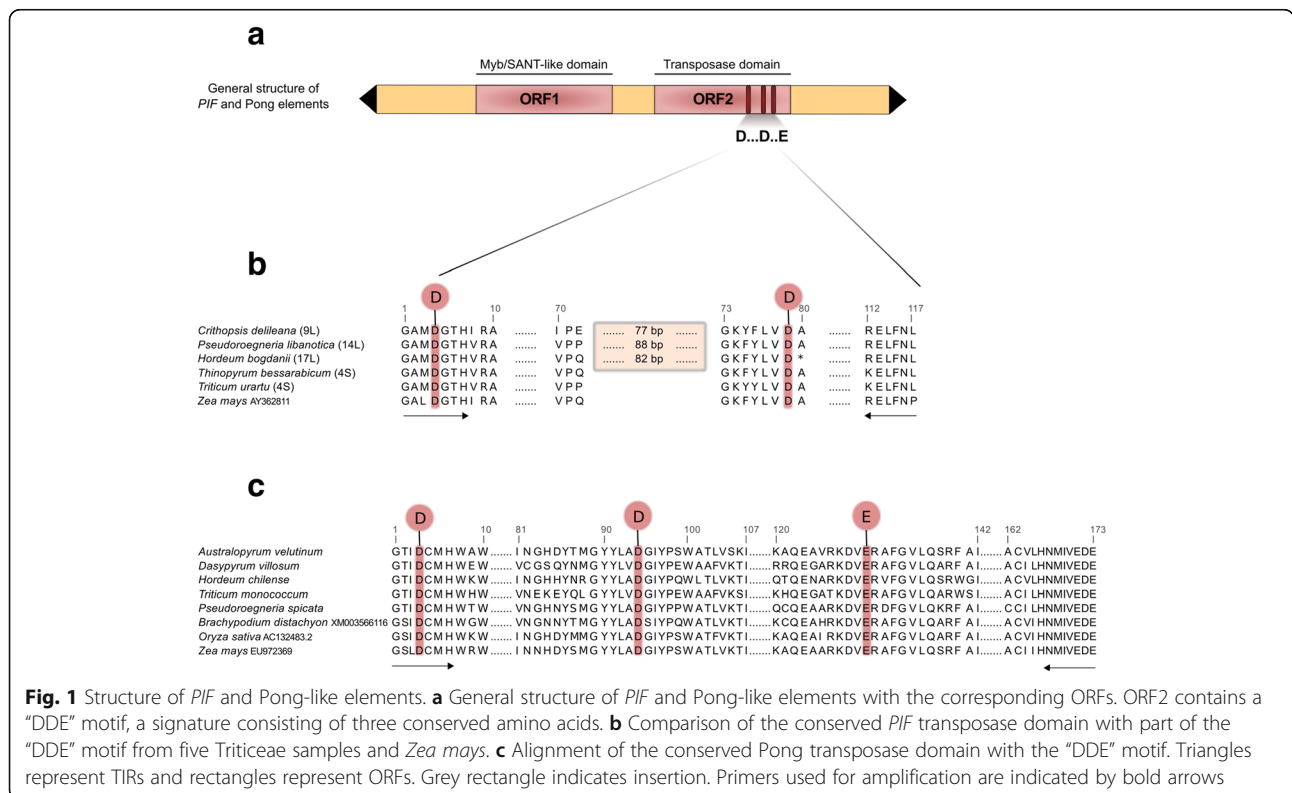 a
Myb/SANT-like domain Transposase domain
General structure of PIF and Pong elements
ORF1 ORF2
D...D..E
b
D D
1 10 70 73 80 112 117
Crithopsis delileana (9L) GAMDGTHIRA ....... IPE ....... 77 bp ....... GKYFLVDA ....... RELFNL
Pseudoroegneria libanotica (14L) GAMDGTHVRA ....... VPP ....... 88 bp ....... GKFYLVDA ....... RELFNL
Hordeum bogdanii (17L) GAMDGTHVRA ....... VPQ ....... 82 bp ....... GKFYLVD* ....... RELFNL
Thinopyrum bessarabicum (4S) GAMDGTHVRA ....... VPQ GKFYLVDA ....... KELFNL
Triticum urartu (4S) GAMDGTHVRA ....... VPP GKYYLVDA ....... KELFNL
Zea mays AY362811 GALDGTHIRA ....... VPQ GKFYLVDA ....... RELFNP
c
D D E
1 10 81 90 100 107 120 142 162 173
Australopyrum velutinum GTIDCMHWAW.......INGHDYTMGYYLADGIYPSWATLVSKI.......KAQEAVRKDVERAFGVLQSRFAI......ACVLHNMIVEDE
Dasypyrum villosum GTIDCMHWEW.......VCGSQYNMGYYLVDGIYPEWAAFVKTI.......RRQEGARKDVERAFGVLQARFAI......ACILHNMIVEDE
Hordeum chilense GTIDCMHWKW.......INGHHYNRGYYLADGIYPQWLTLVKTI.......QTQENARKDVERAFGVLQSRWGI......ACVIHNMIVEDE
Triticum monococcum GTIDCMHWHW.......VNEKEYQLGYYLVDGIYPEWAAFVKSI.......KHQEGATKDVERAFGVLQARWSI......ACVLHNMIVEDE
Pseudoroegneria spicata GTIDCMHWTW.......VNGHNYSMGYYLADGIYPPWATLVKTI.......QCQEAARKDVERDFGVLQKRFAI......CCILHNMIVEDE
Brachypodium distachyon XM003566116 GSIDCMHWGW.......VNGNNYTMGYYLADSIYPQWATLVKTI.......KCQEAHRKDVERAFGVLQARFAI......ACVIHNMIVEDE
Oryza sativa AC132483.2 GSIDCMHWKW.......INGHDYMMGYYLADGIYPSWATFVKTI.......KAQEAIRKDVERAFGVLQSRFAI......ACVLHNMIVEDE
Zea mays EU972369 GSLDCMHWRW.......INNHDYSMGYYLADGIYPSWATLVKTI.......KAQEAARKDVERAFGVLQSRFAI......ACIIHNMIVEDE
Fig. 1 Structure of PIF and Pong-like elements. a General structure of PIF and Pong-like elements with the corresponding ORFs. ORF2 contains a
"DDE" motif, a signature consisting of three conserved amino acids. b Comparison of the conserved PIF transposase domain with part of the
"DDE" motif from five Triticeae samples and Zea mays. c Alignment of the conserved Pong transposase domain with the "DDE" motif. Triangles
represent TIRs and rectangles represent ORFs. Grey rectangle indicates insertion. Primers used for amplification are indicated by bold arrows